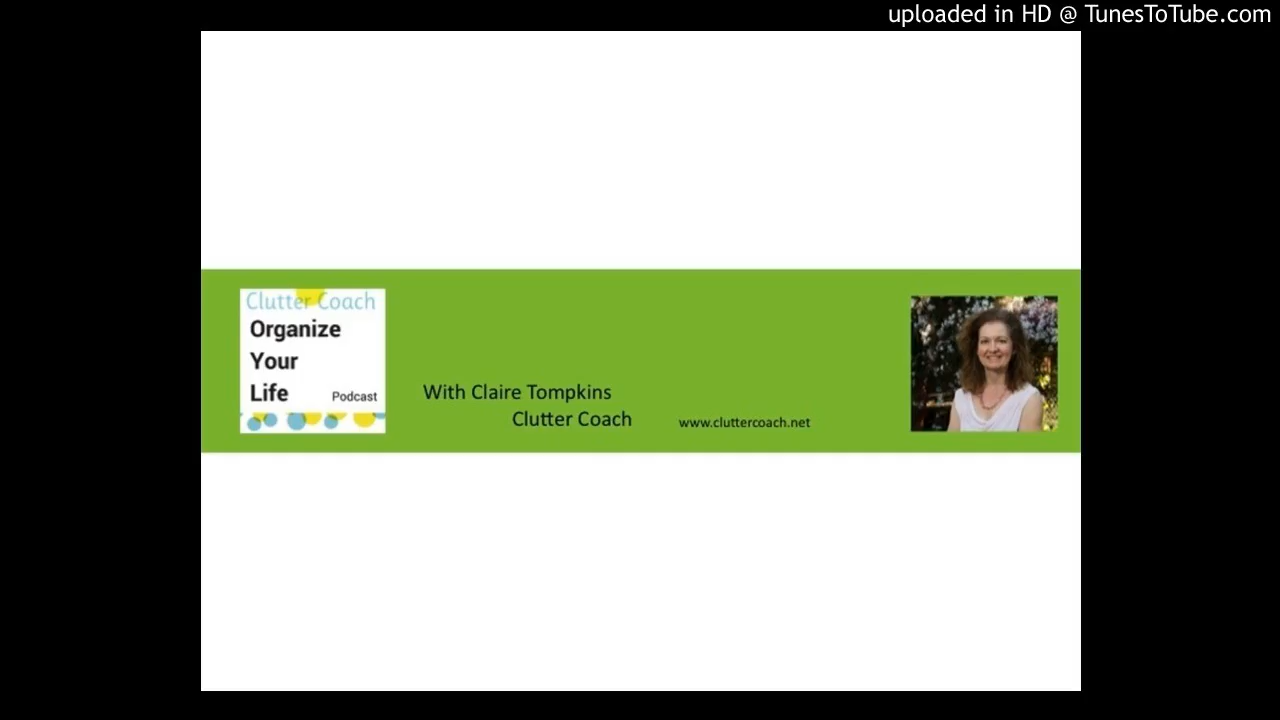 uploaded in HD @ TunesToTube.com
Clutter Coach
Organize
Your
Life
Podcast
With Claire Tompkins
Clutter Coach
www.cluttercoach.net